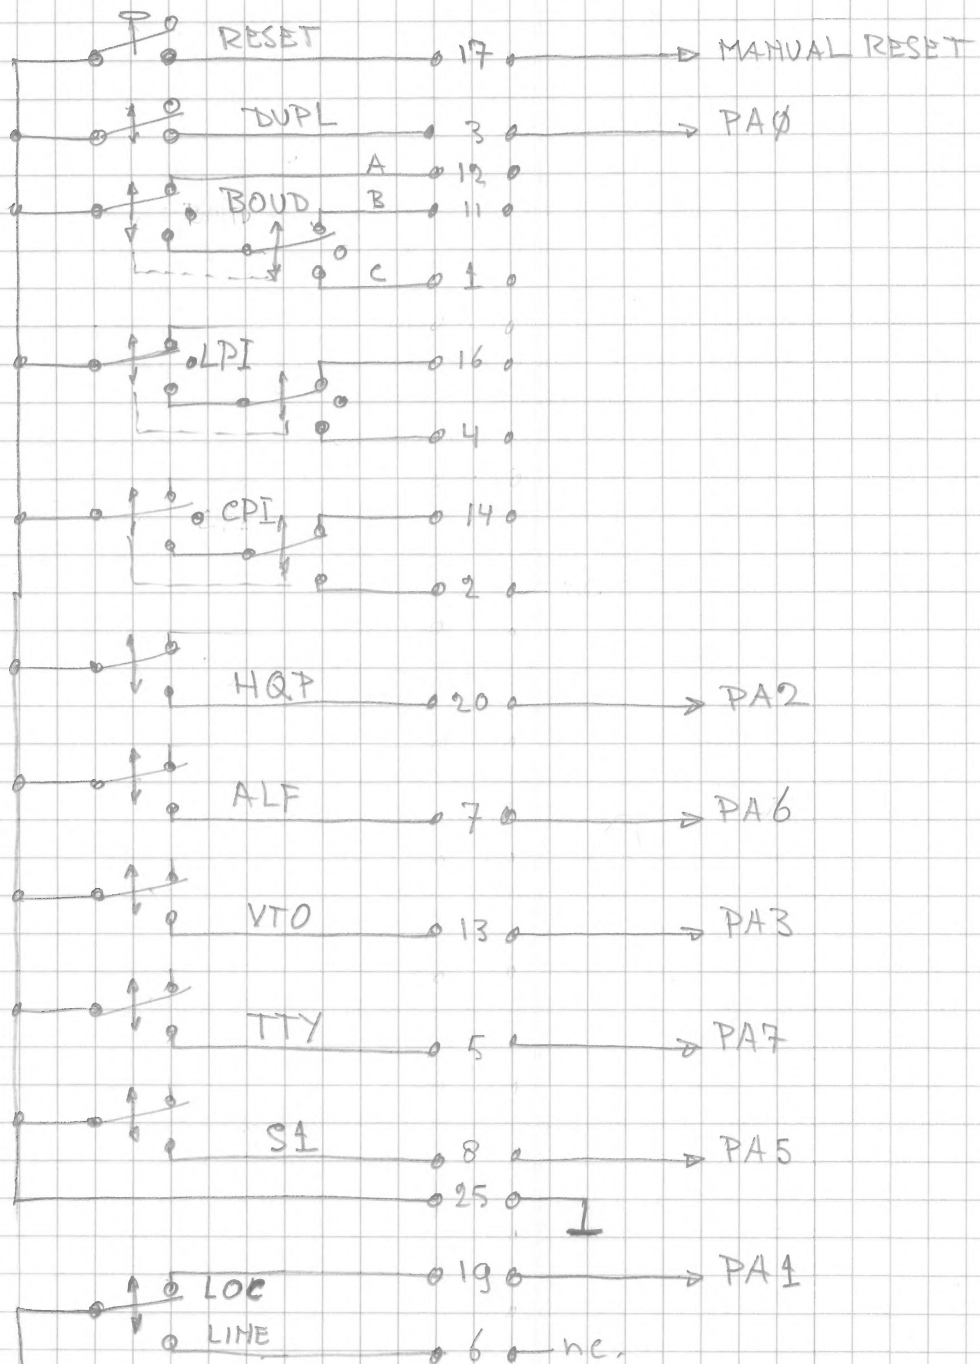 RESET 17 MANUAL RESET
DUPL 3 PAØ
A 12
BOUD B 11
C 1
LPI 16
4
CPI 14
2
HQP 20 PA2
ALF 7 PA6
VTO 13 PA3
TTY 5 PA7
S1 8 PA5
25
LOC 19 PA1
LINE 6 nc.